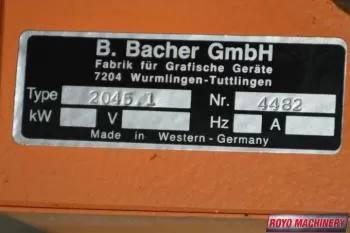 B. Bacher GmbH
Fabrik für Grafische Geräte
7204 Wurmlingen-Tuttlingen
Type 2045.1 Nr. 4482
kW V Hz A
Made in Western-Germany
ROYO MACHINERY